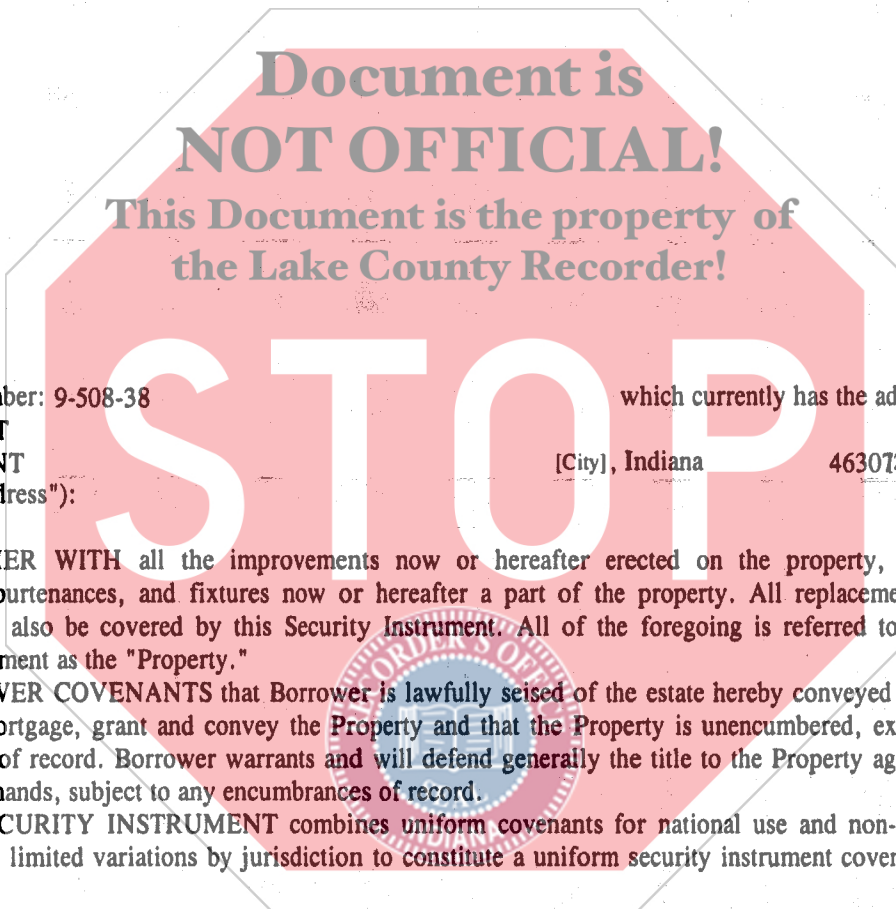 Document is
NOT OFFICIAL!
This Document is the property of
the Lake County Recorder!
STOP
ber: 9-508-38 which currently has the ad
T
NT [City], Indiana 46307
dress"):
ER WITH all the improvements now or hereafter erected on the property,
ourtenances, and fixtures now or hereafter a part of the property. All replaceme
also be covered by this Security Instrument. All of the foregoing is referred to
ment as the "Property."
VER COVENANTS that Borrower is lawfully seised of the estate hereby conveyed
ortgage, grant and convey the Property and that the Property is unencumbered, ex
of record. Borrower warrants and will defend generally the title to the Property ag
ands, subject to any encumbrances of record.
CURITY INSTRUMENT combines uniform covenants for national use and non-
limited variations by jurisdiction to constitute a uniform security instrument cover
RECORDER'S OF
INDIANA